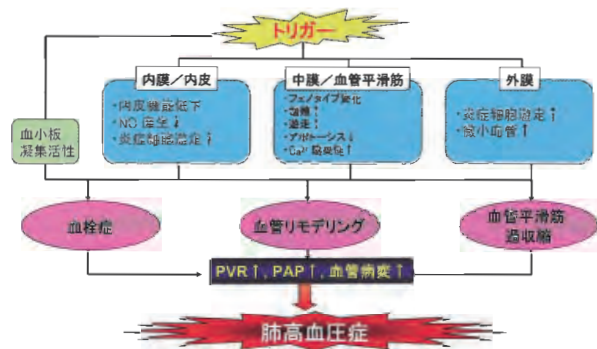 トリガー
内膜／内皮
中膜／血管平滑筋
外膜
・内皮機能低下
・NO 産生↓
・炎症細胞遊走↑
・フェノタイプ変化
・増殖↑
・遊走↑
・アポトーシス↓
・Ca²⁺ 感受性↑
・炎症細胞遊走↑
・微小血管↑
血小板
凝集活性
血栓症
血管リモデリング
血管平滑筋
過収縮
PVR↑, PAP↑, 血管病変↑
肺高血圧症